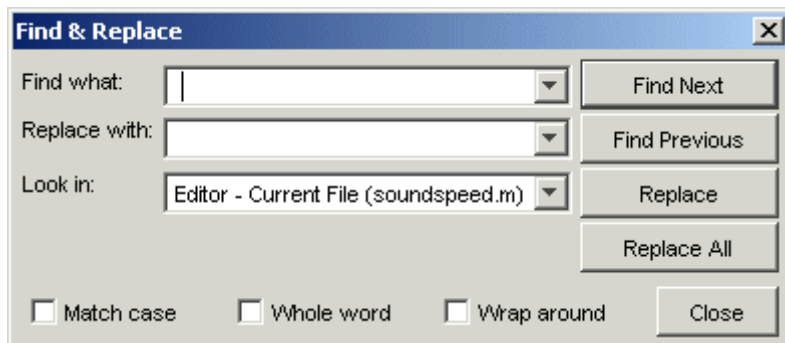 Find & Replace
Find what:
Find Next
Replace with:
Find Previous
Look in:
Editor - Current File (soundspeed.m)
Replace
Replace All
Match case
Whole word
Wrap around
Close